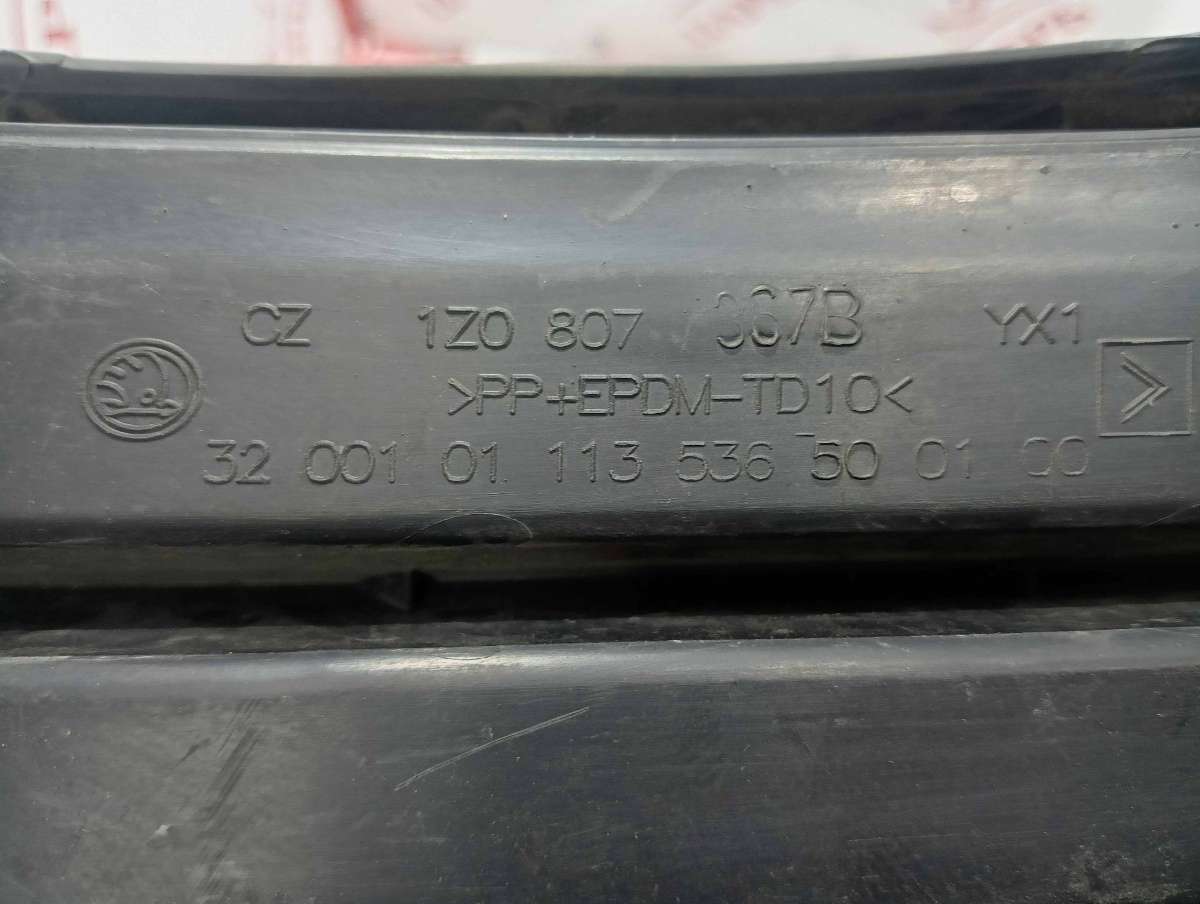 CZ 1Z0 807 367B YX1
>PP+EPDM-TD10<
32 001 01 113 536 50 01 00